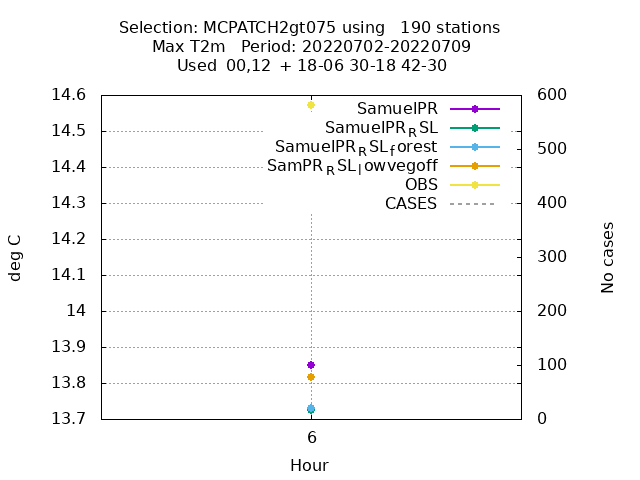 Selection: MCPATCH2gt075 using   190 stations
Max T2m   Period: 20220702-20220709
Used  00,12  + 18-06 30-18 42-30
14.6
14.5
14.4
14.3
14.2
14.1
14
13.9
13.8
13.7
600
500
400
300
200
100
0
SamuelPR
SamuelPR_RSL
SamuelPR_RSL_forest
SamPR_RSL_lowvegoff
OBS
CASES
deg C
No cases
6
Hour